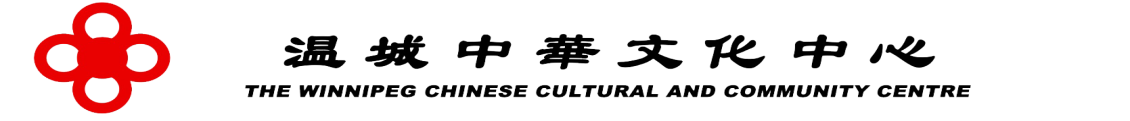 温城中華文化中心
THE WINNIPEG CHINESE CULTURAL AND COMMUNITY CENTRE